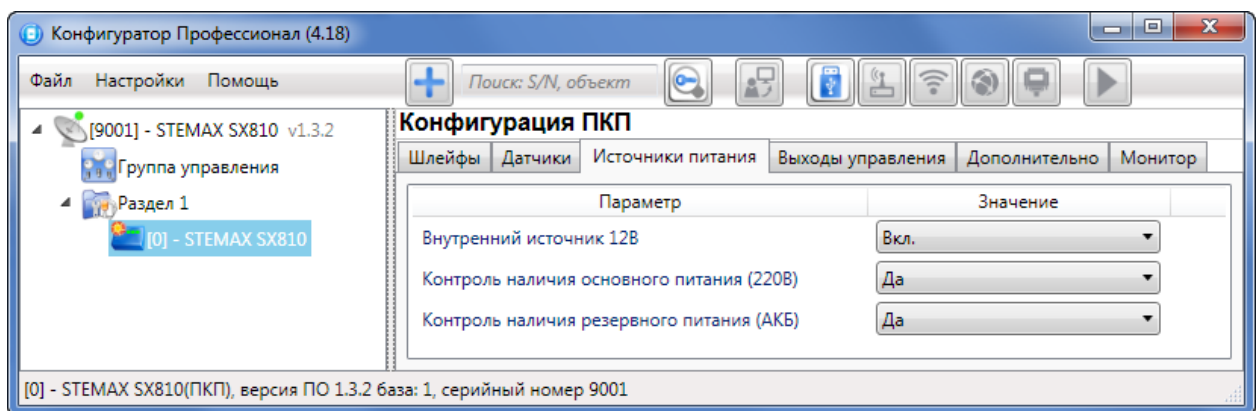 Конфигуратор Профессионал (4.18)
Файл Настройки Помощь
Поиск: S/N, объект
[9001] - STEMAX SX810 v1.3.2
Группа управления
Раздел 1
[0] - STEMAX SX810
Конфигурация ПКП
Шлейфы Датчики Источники питания Выходы управления Дополнительно Монитор
Параметр Значение
Внутренний источник 12В Вкл.
Контроль наличия основного питания (220В) Да
Контроль наличия резервного питания (АКБ) Да
[0] - STEMAX SX810(ПКП), версия ПО 1.3.2 база: 1, серийный номер 9001